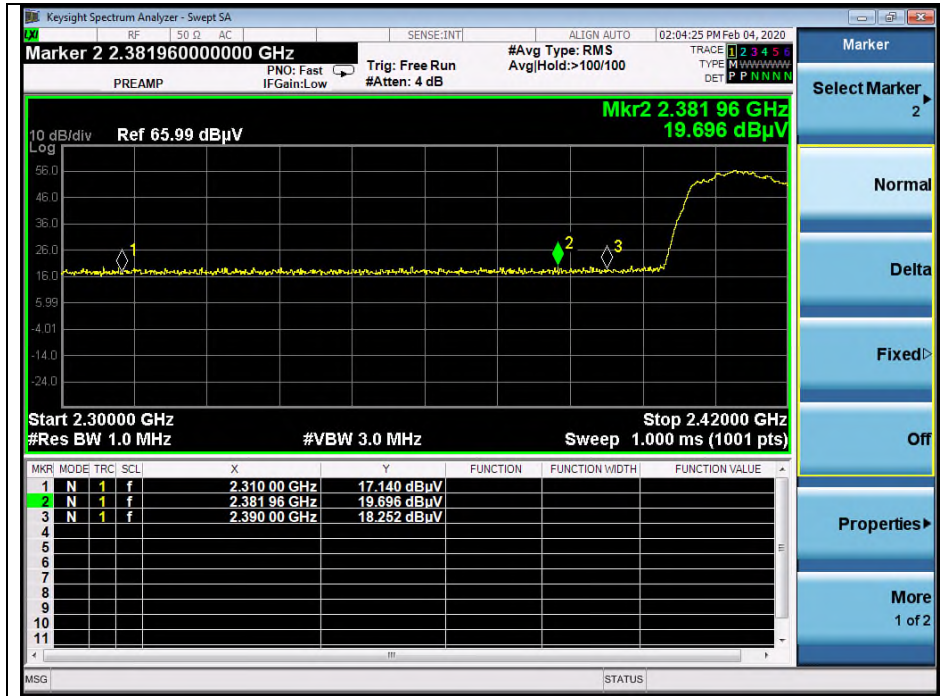 Keysight Spectrum Analyzer - Swept SA
LXI RF 50 Ω AC SENSE:INT ALIGN AUTO 02:04:25 PM Feb 04, 2020
Marker 2 2.381960000000 GHz
PREAMP
PNO: Fast
IFGain:Low
Trig: Free Run
#Atten: 4 dB
#Avg Type: RMS
Avg|Hold:>100/100
TRACE 1 2 3 4 5 6
TYPE M WWWWW
DET P P N N N N
Mkr2 2.381 96 GHz
19.696 dBµV
10 dB/div Ref 65.99 dBµV
Log
56.0
46.0
36.0
26.0
16.0
5.99
-4.01
-14.0
-24.0
1
2
3
Start 2.30000 GHz Stop 2.42000 GHz
#Res BW 1.0 MHz #VBW 3.0 MHz Sweep 1.000 ms (1001 pts)
MKR MODE TRC SCL X Y FUNCTION FUNCTION WIDTH FUNCTION VALUE
1 N 1 f 2.310 00 GHz 17.140 dBµV
2 N 1 f 2.381 96 GHz 19.696 dBµV
3 N 1 f 2.390 00 GHz 18.252 dBµV
4
5
6
7
8
9
10
11
MSG STATUS
Marker
Select Marker
2
Normal
Delta
Fixed
Off
Properties
More
1 of 2